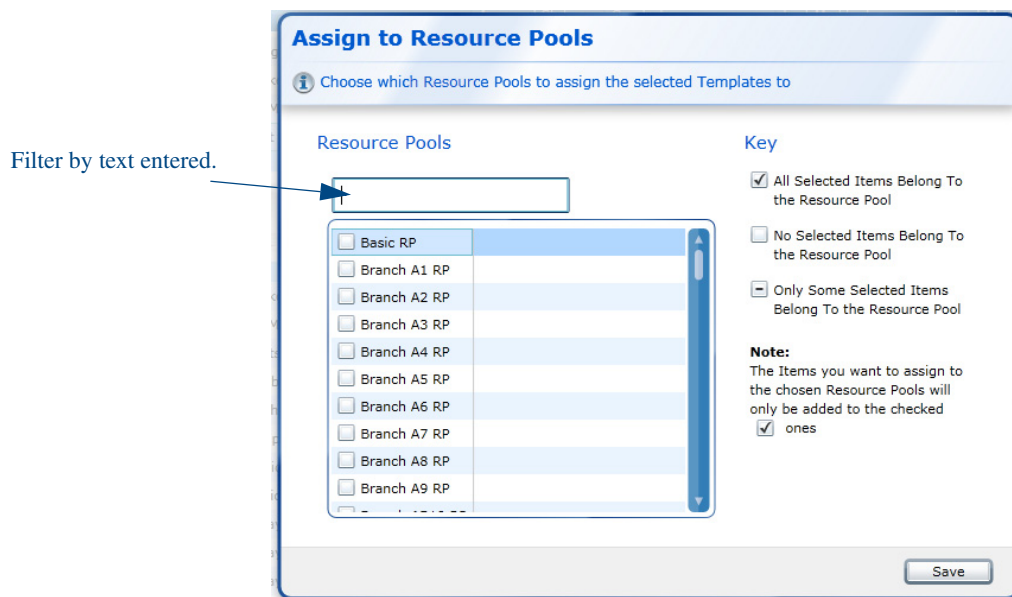 Assign to Resource Pools
Choose which Resource Pools to assign the selected Templates to
Filter by text entered.
Resource Pools
Basic RP
Branch A1 RP
Branch A2 RP
Branch A3 RP
Branch A4 RP
Branch A5 RP
Branch A6 RP
Branch A7 RP
Branch A8 RP
Branch A9 RP
Key
All Selected Items Belong To
the Resource Pool
No Selected Items Belong To
the Resource Pool
Only Some Selected Items
Belong To the Resource Pool
Note:
The Items you want to assign to
the chosen Resource Pools will
only be added to the checked
ones
Save